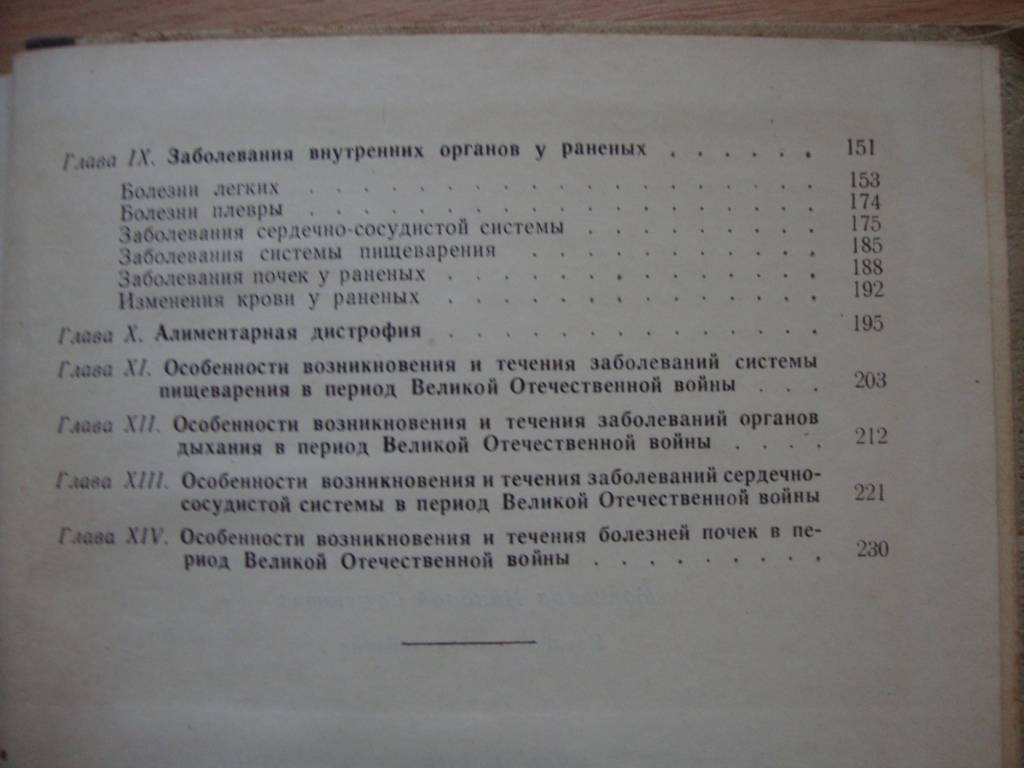 Глава IX. Заболевания внутренних органов у раненых . . . . . . 151
Болезни легких . . . . . . . . . . . . . . . . . . 153
Болезни плевры . . . . . . . . . . . . . . . . . . 174
Заболевания сердечно-сосудистой системы . . . . . . . . . 175
Заболевания системы пищеварения . . . . . . . . . . . 185
Заболевания почек у раненых . . . . . . . . . . . . . . 188
Изменения крови у раненых . . . . . . . . . . . . . . 192
Глава X. Алиментарная дистрофия . . . . . . . . . . . . . . 195
Глава XI. Особенности возникновения и течения заболеваний системы
пищеварения в период Великой Отечественной войны . . . 203
Глава XII. Особенности возникновения и течения заболеваний органов
дыхания в период Великой Отечественной войны . . . . 212
Глава XIII. Особенности возникновения и течения заболеваний сердечно-
сосудистой системы в период Великой Отечественной войны 221
Глава XIV. Особенности возникновения и течения болезней почек в пе-
риод Великой Отечественной войны . . . . . . . . . 230